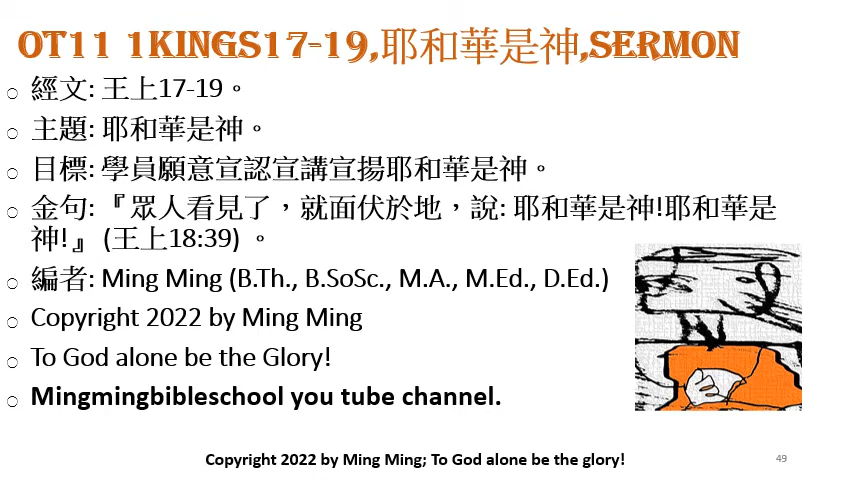 OT11 1KINGS17-19,耶和華是神,SERMON
經文: 王上17-19。
主題: 耶和華是神。
目標: 學員願意宣認宣講宣揚耶和華是神。
金句:『眾人看見了，就面伏於地，說: 耶和華是神!耶和華是
神!』 (王上18:39) 。
編者: Ming Ming (B.Th., B.SoSc., M.A., M.Ed., D.Ed.)
Copyright 2022 by Ming Ming
To God alone be the Glory!
Mingmingbibleschool you tube channel.
Copyright 2022 by Ming Ming; To God alone be the glory!
49